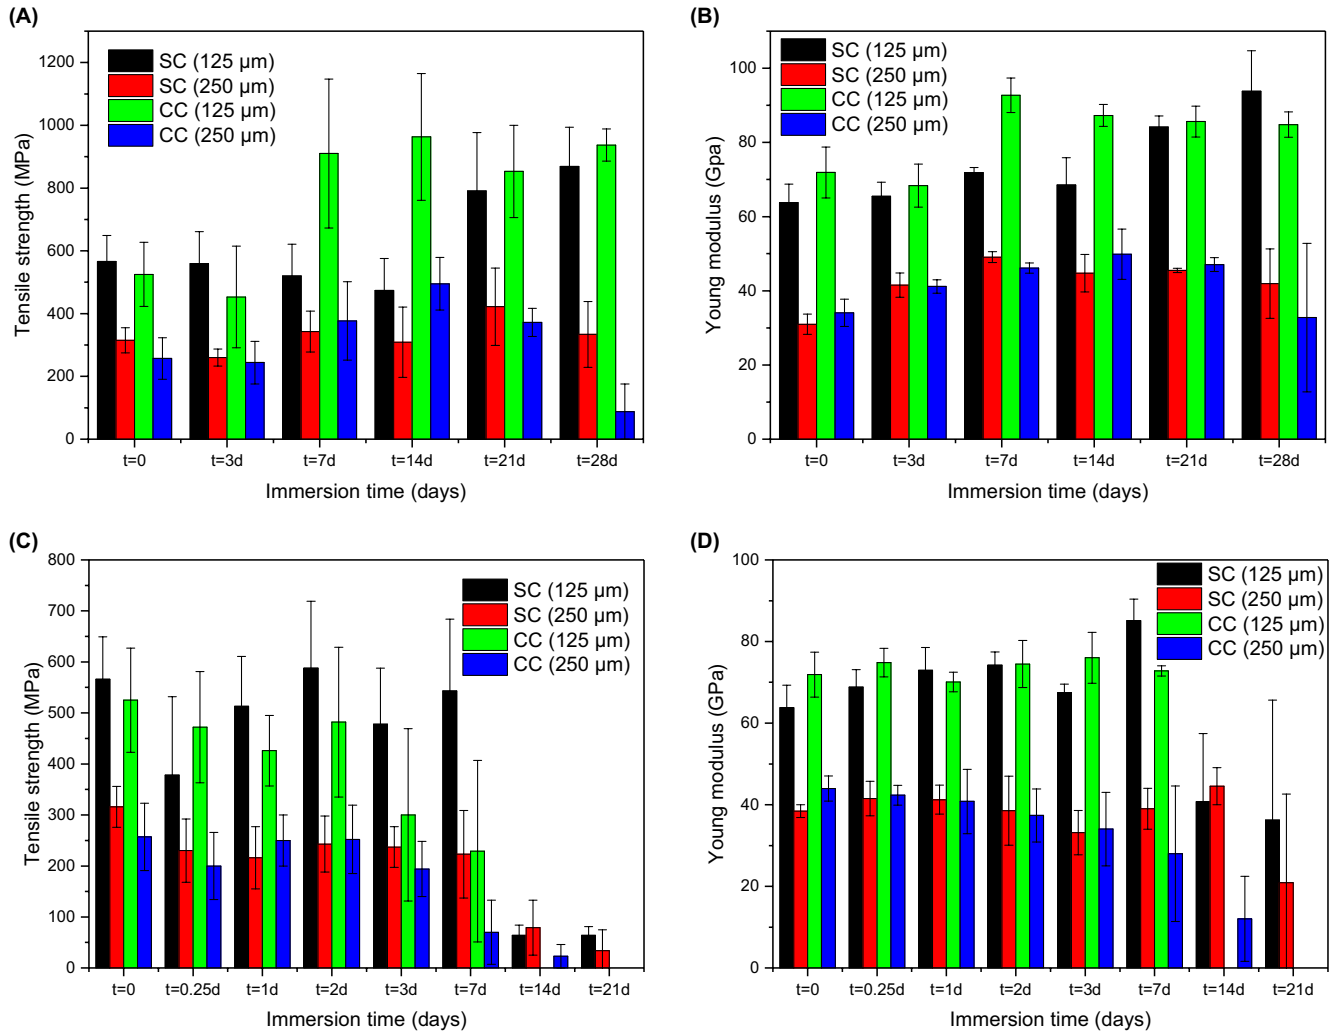 (A)
1200
1000
800
600
400
200
0
Tensile strength (MPa)
SC (125 µm)
SC (250 µm)
CC (125 µm)
CC (250 µm)
t=0 t=3d t=7d t=14d t=21d t=28d
Immersion time (days)
(B)
100
80
60
40
20
0
Young modulus (Gpa)
SC (125 µm)
SC (250 µm)
CC (125 µm)
CC (250 µm)
t=0 t=3d t=7d t=14d t=21d t=28d
Immersion time (days)
(C)
800
700
600
500
400
300
200
100
0
Tensile strength (MPa)
SC (125 µm)
SC (250 µm)
CC (125 µm)
CC (250 µm)
t=0 t=0.25d t=1d t=2d t=3d t=7d t=14d t=21d
Immersion time (days)
(D)
100
80
60
40
20
0
Young modulus (GPa)
SC (125 µm)
SC (250 µm)
CC (125 µm)
CC (250 µm)
t=0 t=0.25d t=1d t=2d t=3d t=7d t=14d t=21d
Immersion time (days)